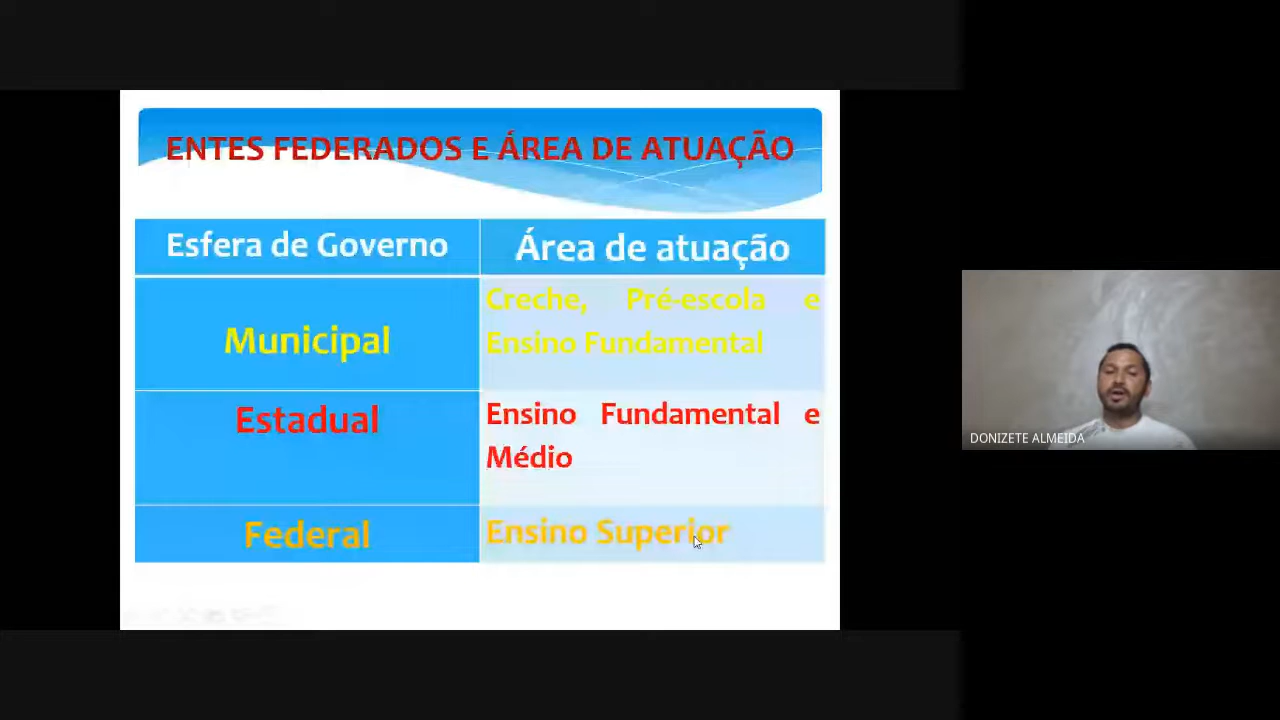 ENTES FEDERADOS E ÁREA DE ATUAÇÃO
Esfera de Governo
Área de atuação
Municipal
Creche, Pré-escola e
Ensino Fundamental
Estadual
Ensino Fundamental e
Médio
Federal
Ensino Superior
DONIZETE ALMEIDA